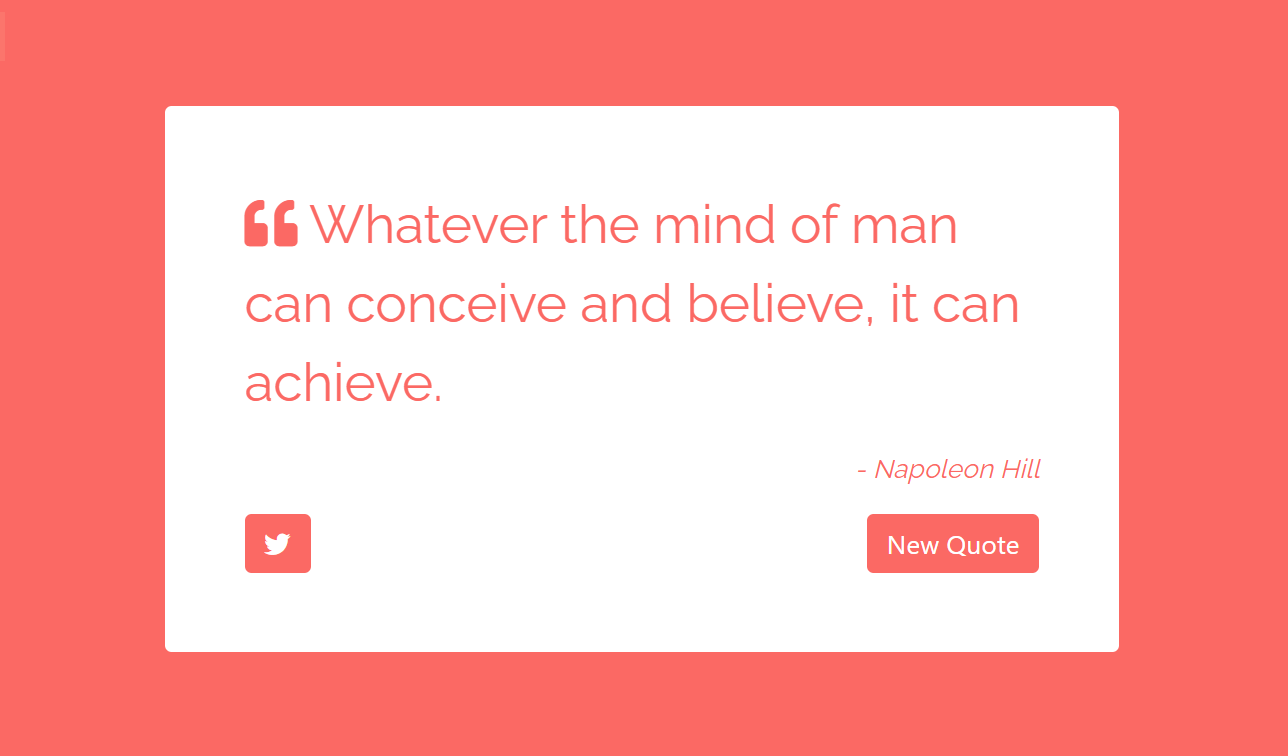 “ Whatever the mind of man
can conceive and believe, it can
achieve.
- Napoleon Hill
New Quote